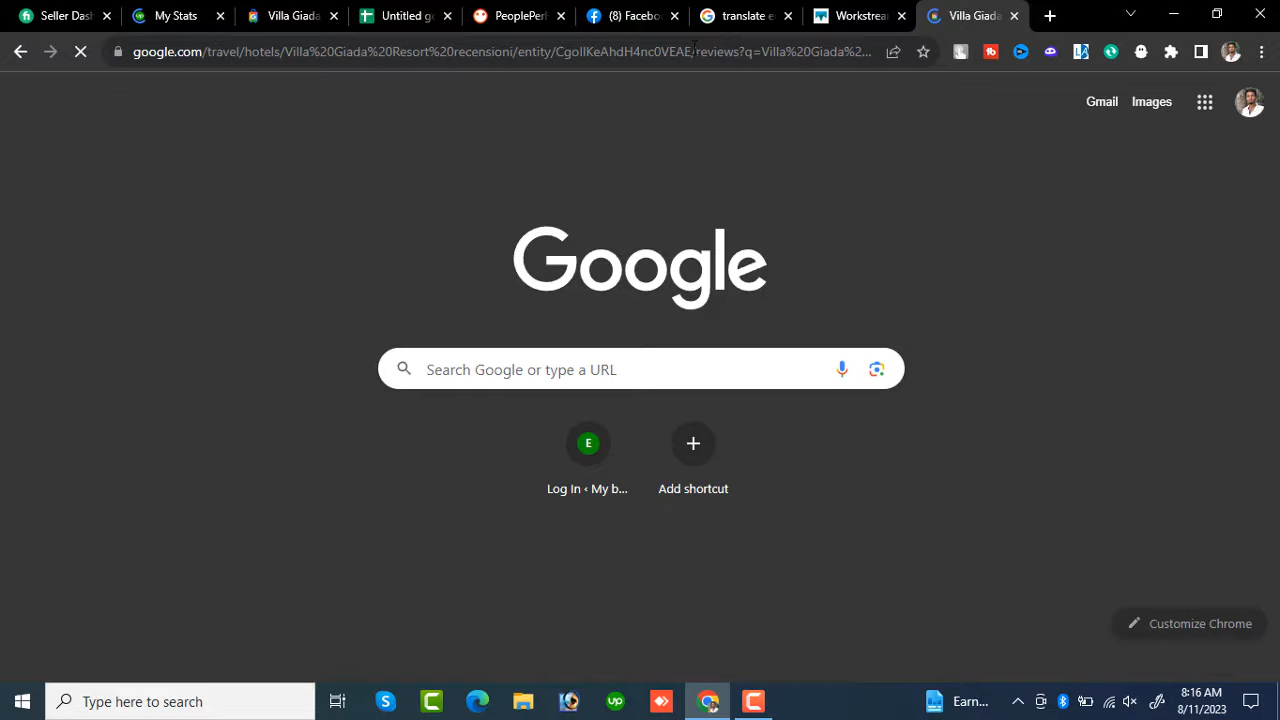 Seller Dash
My Stats
Villa Giada
Untitled g
PeoplePerH
(8) Facebo
translate e
Workstrea
Villa Giada
google.com/travel/hotels/Villa%20Giada%20Resort%20recensioni/entity/CgoIlKeAhdH4nc0VEAE/reviews?q=Villa%20Giada%2...
Gmail Images
Google
Search Google or type a URL
E
Log In ‹ My b...
Add shortcut
Customize Chrome
Type here to search
Earn...
8:16 AM
8/11/2023